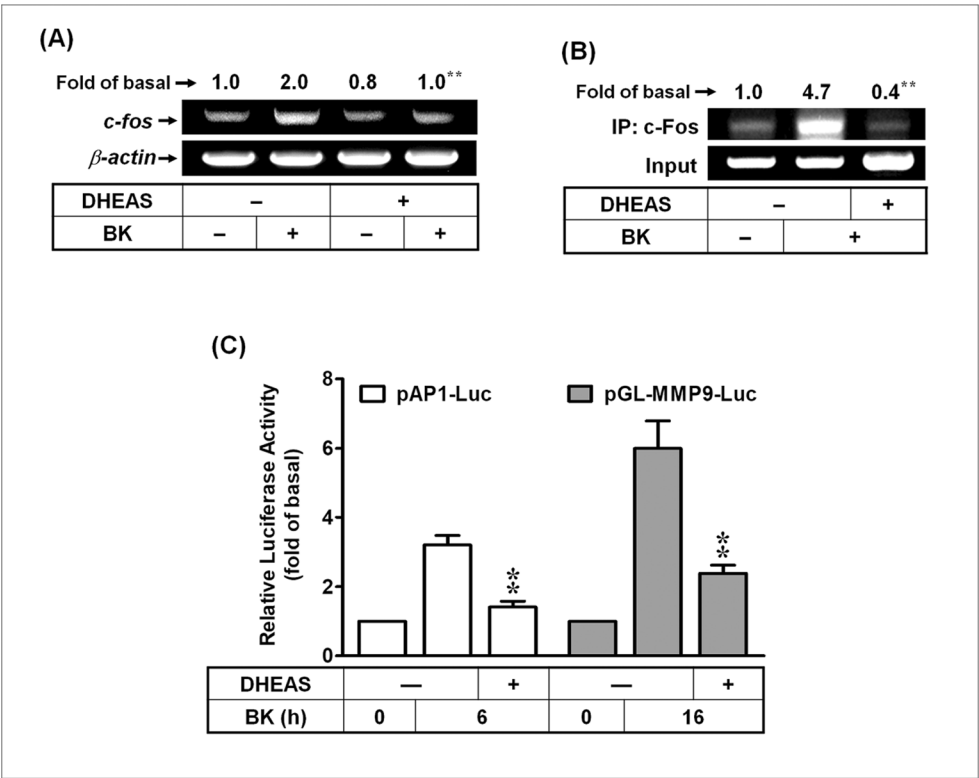 (A)
Fold of basal → 1.0 2.0 0.8 1.0**
c-fos →
β-actin →
DHEAS – +
BK – + – +
(B)
Fold of basal → 1.0 4.7 0.4**
IP: c-Fos
Input
DHEAS – +
BK – +
(C)
Relative Luciferase Activity
(fold of basal)
8
6
4
2
0
pAP1-Luc pGL-MMP9-Luc
** **
DHEAS — + — +
BK (h) 0 6 0 16